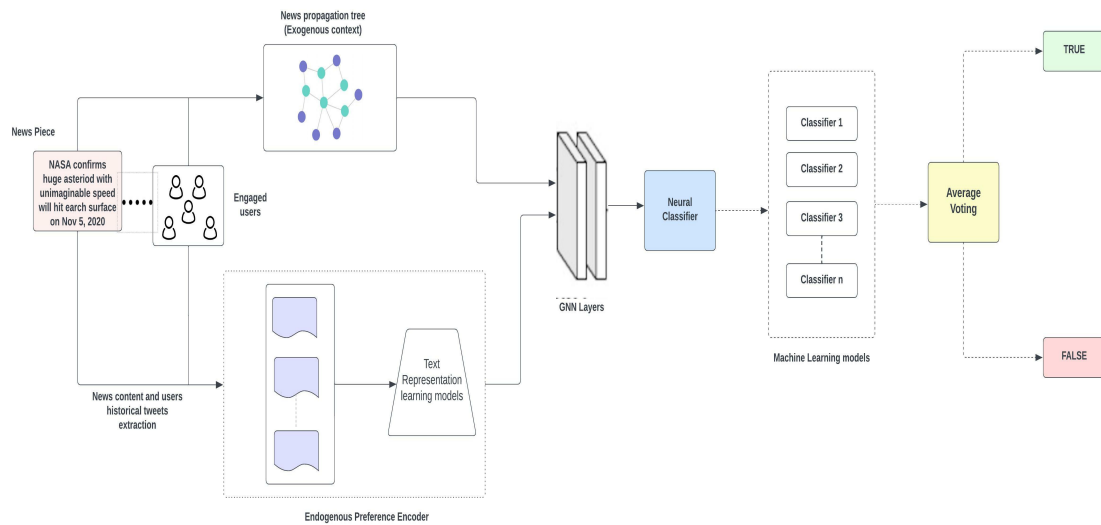 News propagation tree
(Exogenous context)
News Piece
NASA confirms
huge asteriod with
unimaginable speed
will hit earch surface
on Nov 5, 2020
Engaged
users
News content and users
historical tweets
extraction
Text
Representation
learning models
Endogenous Preference Encoder
GNN Layers
Neural
Classifier
Classifier 1
Classifier 2
Classifier 3
Classifier n
Machine Learning models
Average
Voting
TRUE
FALSE